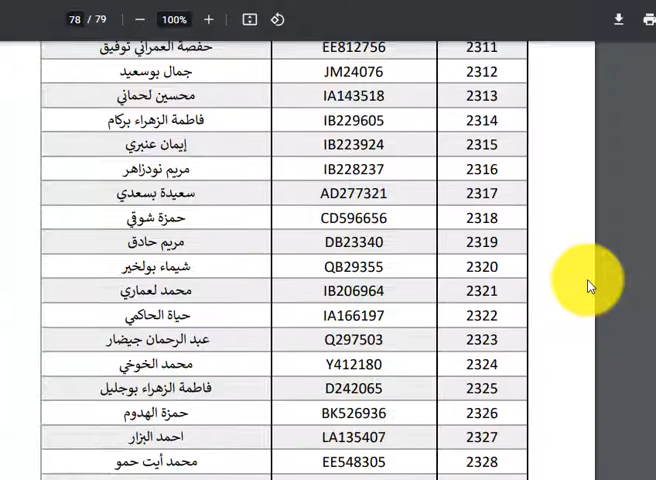 78 / 79 100%
2311 EE812756 حفصة العمراني توفيق
2312 JM24076 جمال بوسعيد
2313 IA143518 محسين لحماني
2314 IB229605 فاطمة الزهراء بركام
2315 IB223924 إيمان عنبري
2316 IB228237 مريم نودزاهر
2317 AD277321 سعيدة بسعدي
2318 CD596656 حمزة شوقي
2319 DB23340 مريم حادق
2320 QB29355 شيماء بولخير
2321 IB206964 محمد لعماري
2322 IA166197 حياة الحاكمي
2323 Q297503 عبد الرحمان جيضار
2324 Y412180 محمد الخوخي
2325 D242065 فاطمة الزهراء بوجليل
2326 BK526936 حمزة الهدوم
2327 LA135407 احمد البزار
2328 EE548305 محمد أيت حمو